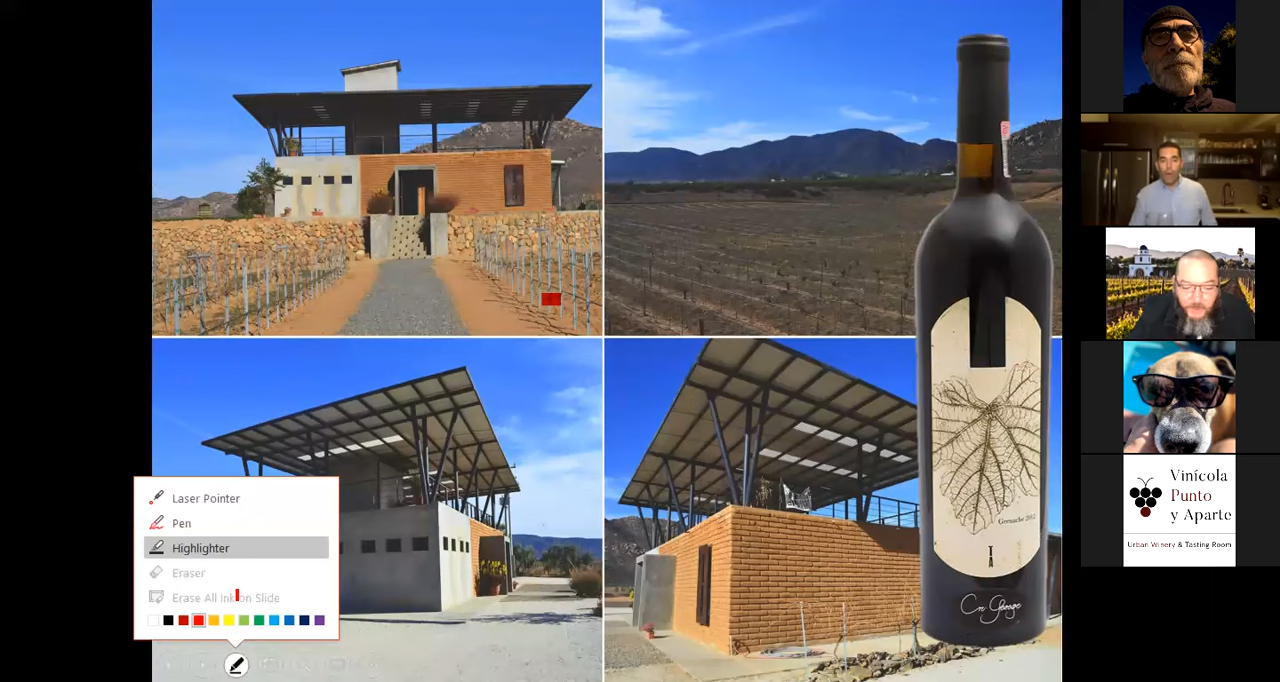 Laser Pointer
Pen
Highlighter
Eraser
Erase All Ink on Slide
Grenache 2012
TA
Vinícola
Punto
y Aparte
Urban Winery & Tasting Room